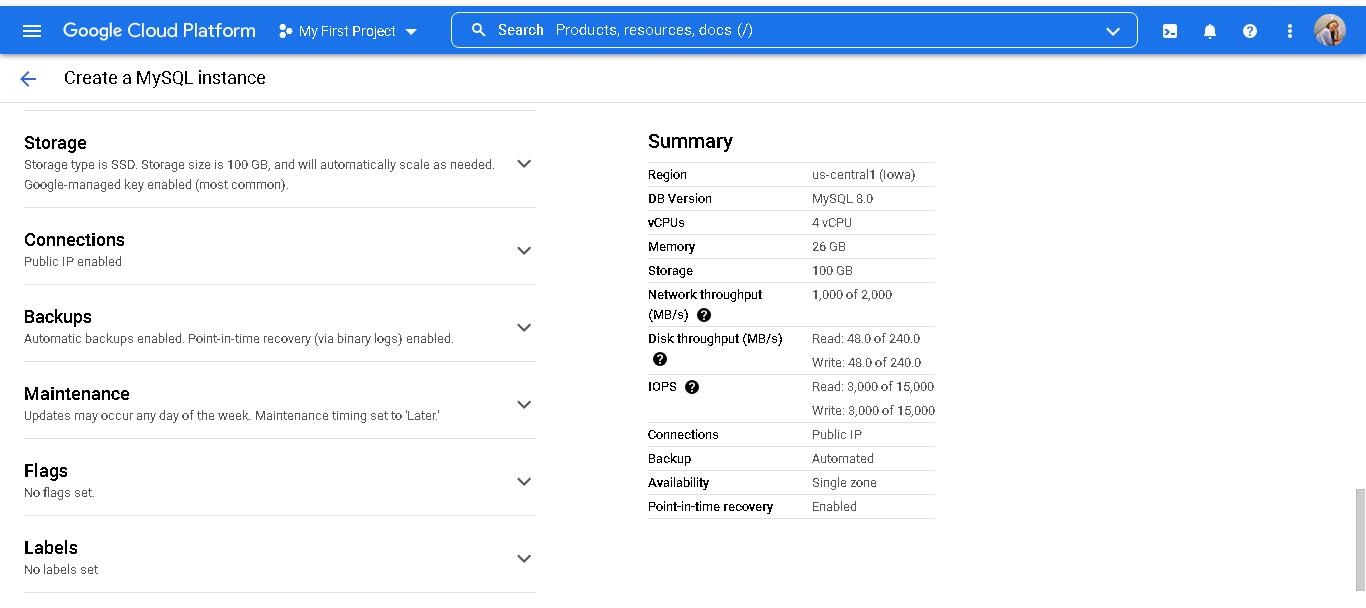 Google Cloud Platform
My First Project
Search Products, resources, docs (/)
Create a MySQL instance
Storage
Storage type is SSD. Storage size is 100 GB, and will automatically scale as needed.
Google-managed key enabled (most common).
Connections
Public IP enabled
Backups
Automatic backups enabled. Point-in-time recovery (via binary logs) enabled.
Maintenance
Updates may occur any day of the week. Maintenance timing set to 'Later.'
Flags
No flags set.
Labels
No labels set
Summary
Region us-central1 (Iowa)
DB Version MySQL 8.0
vCPUs 4 vCPU
Memory 26 GB
Storage 100 GB
Network throughput 1,000 of 2,000
(MB/s) ?
Disk throughput (MB/s) Read: 48.0 of 240.0
? Write: 48.0 of 240.0
IOPS ? Read: 3,000 of 15,000
Write: 3,000 of 15,000
Connections Public IP
Backup Automated
Availability Single zone
Point-in-time recovery Enabled